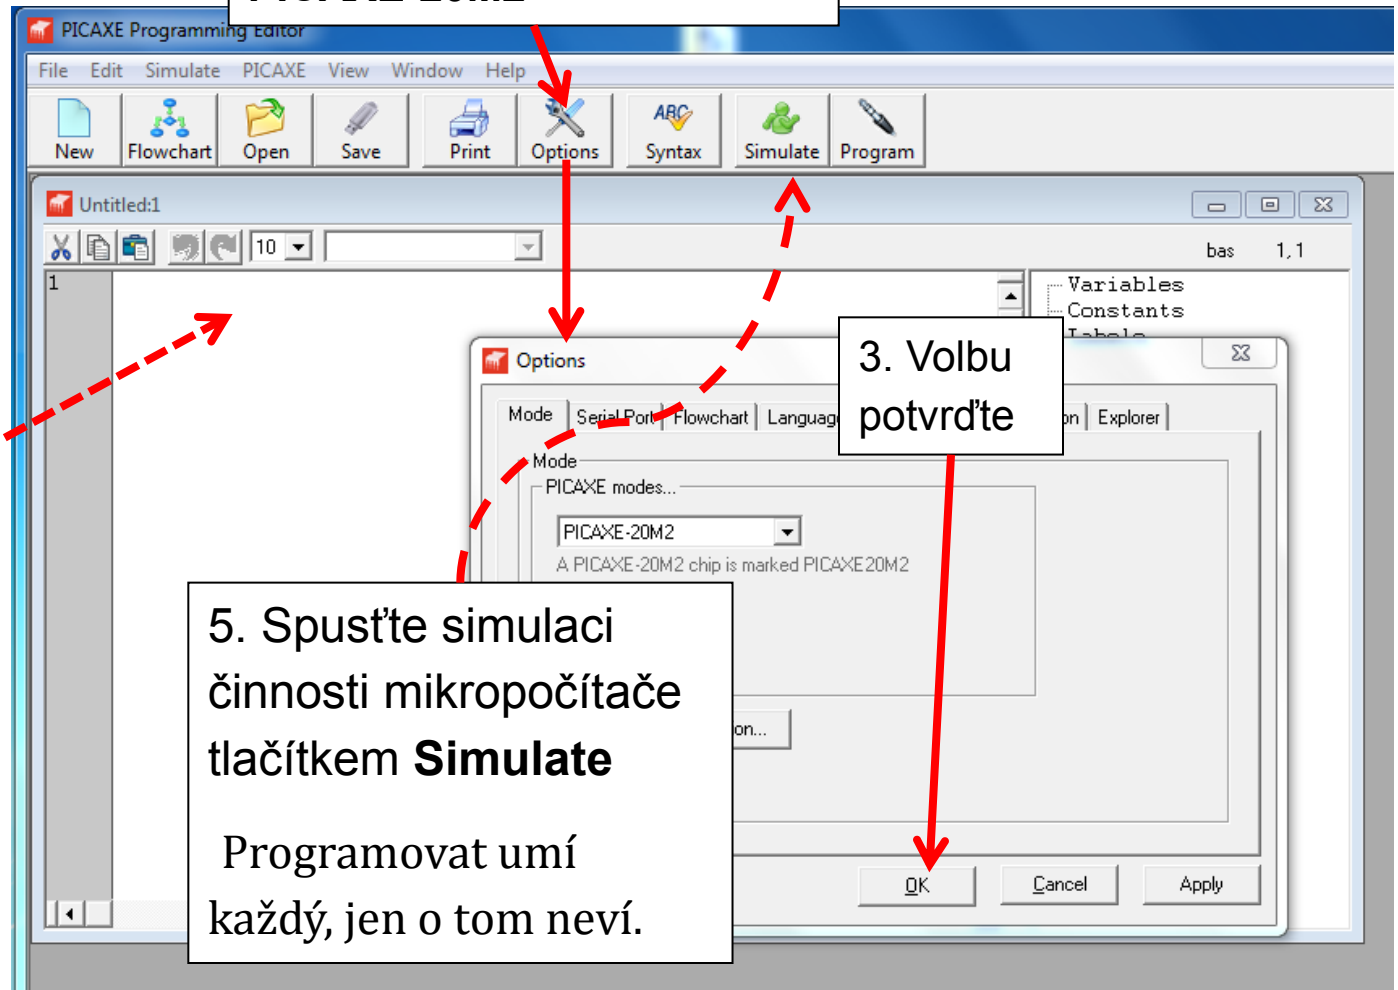 PICAXE Programming Editor
File Edit Simulate PICAXE View Window Help
New Flowchart Open Save Print Options Syntax Simulate Program
Untitled:1
10
bas 1,1
1
Variables
Constants
Options
3. Volbu
potvrďte
Mode Serial Port Flowchart Explorer
Mode
PICAXE modes...
PICAXE-20M2
A PICAXE-20M2 chip is marked PICAXE20M2
5. Spusťte simulaci
činnosti mikropočítače
tlačítkem Simulate
Programovat umí
každý, jen o tom neví.
OK Cancel Apply